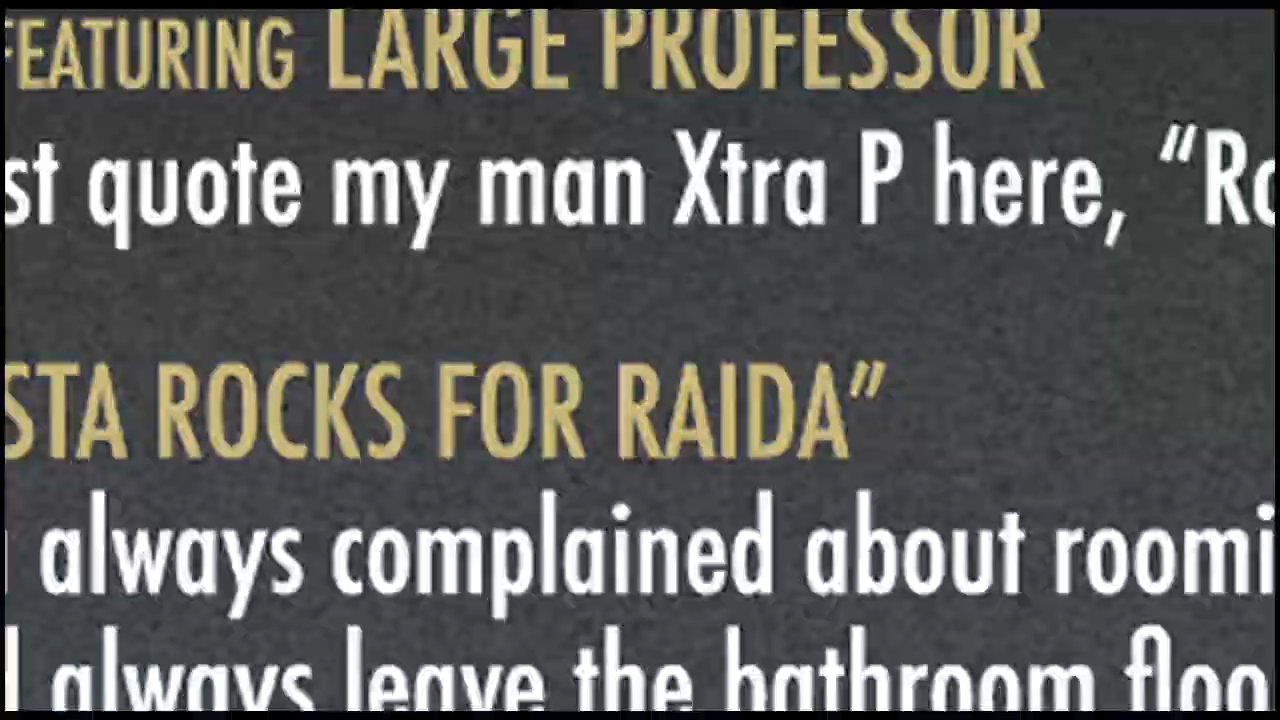 FEATURING LARGE PROFESSOR
st quote my man Xtra P here, “Ro
STA ROCKS FOR RAIDA”
always complained about roomi
always leave the bathroom floo